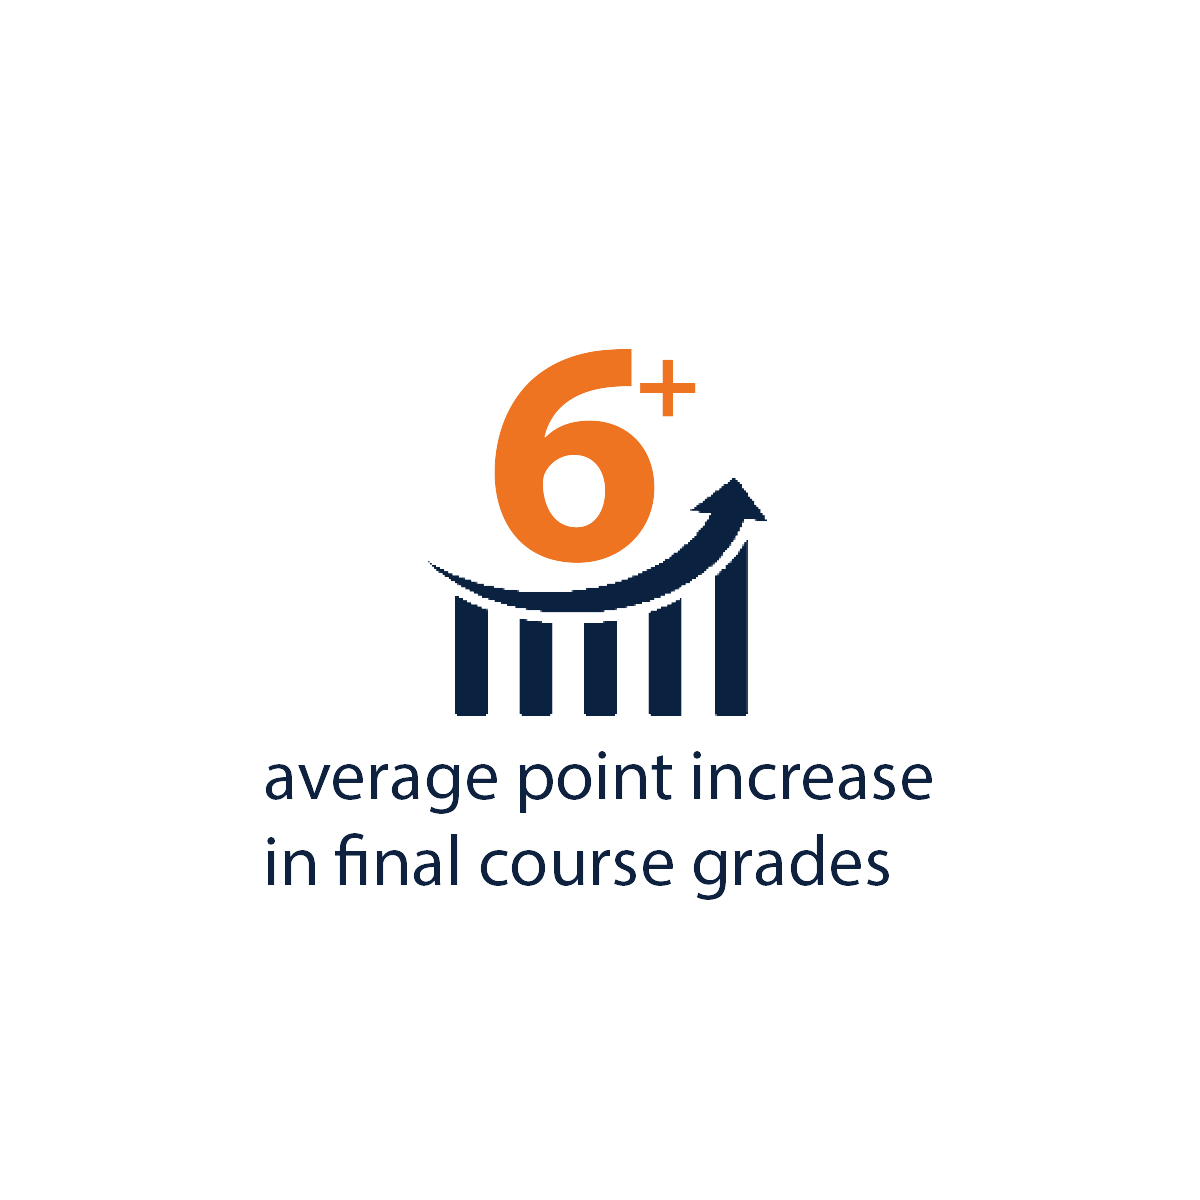 6+
average point increase
in final course grades